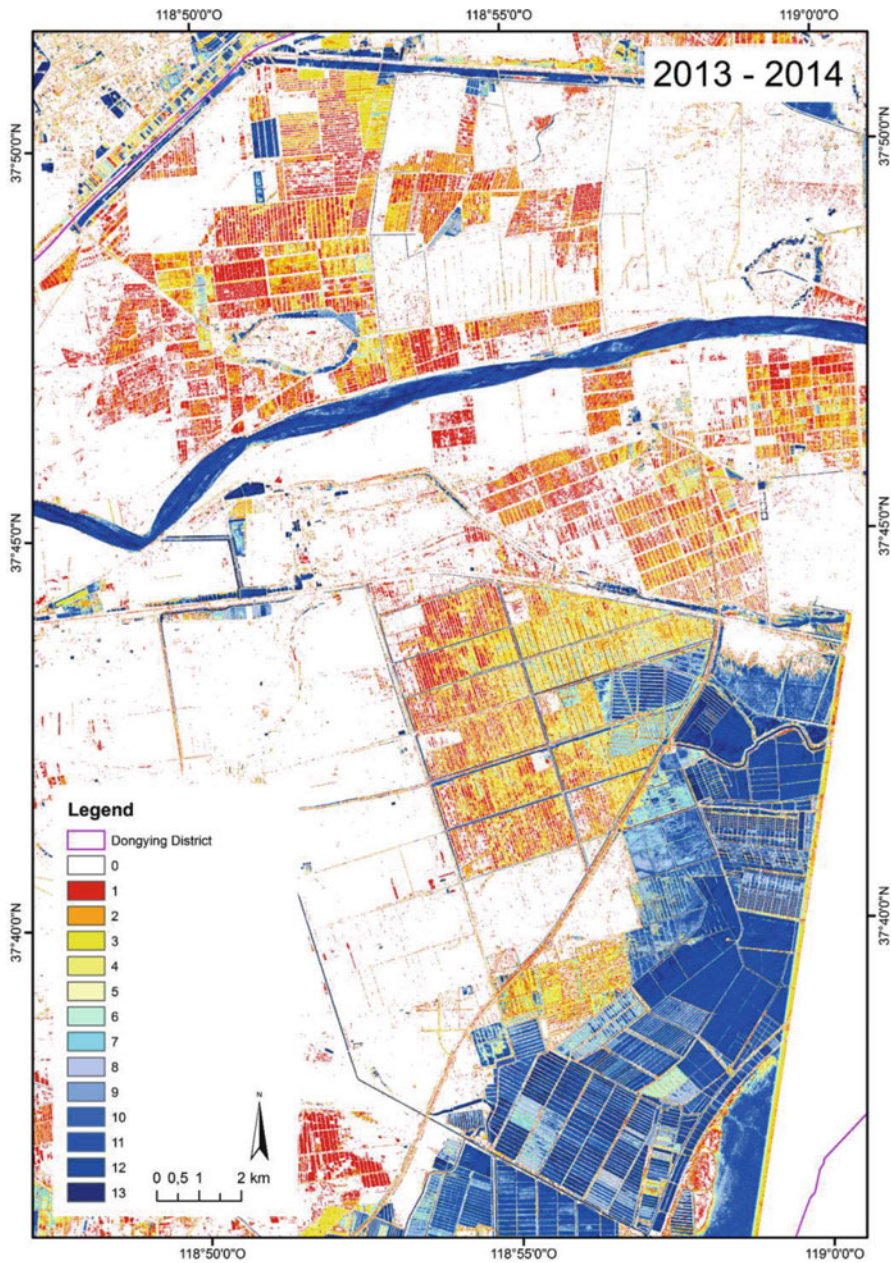 118°50'0"O
118°55'0"O
119°0'0"O
2013 - 2014
37°50'0"N
37°50'0"N
37°45'0"N
37°45'0"N
37°40'0"N
37°40'0"N
Legend
Dongying District
0
1
2
3
4
5
6
7
8
9
10
11
12
13
N
0 0,5 1 2 km
118°50'0"O
118°55'0"O
119°0'0"O